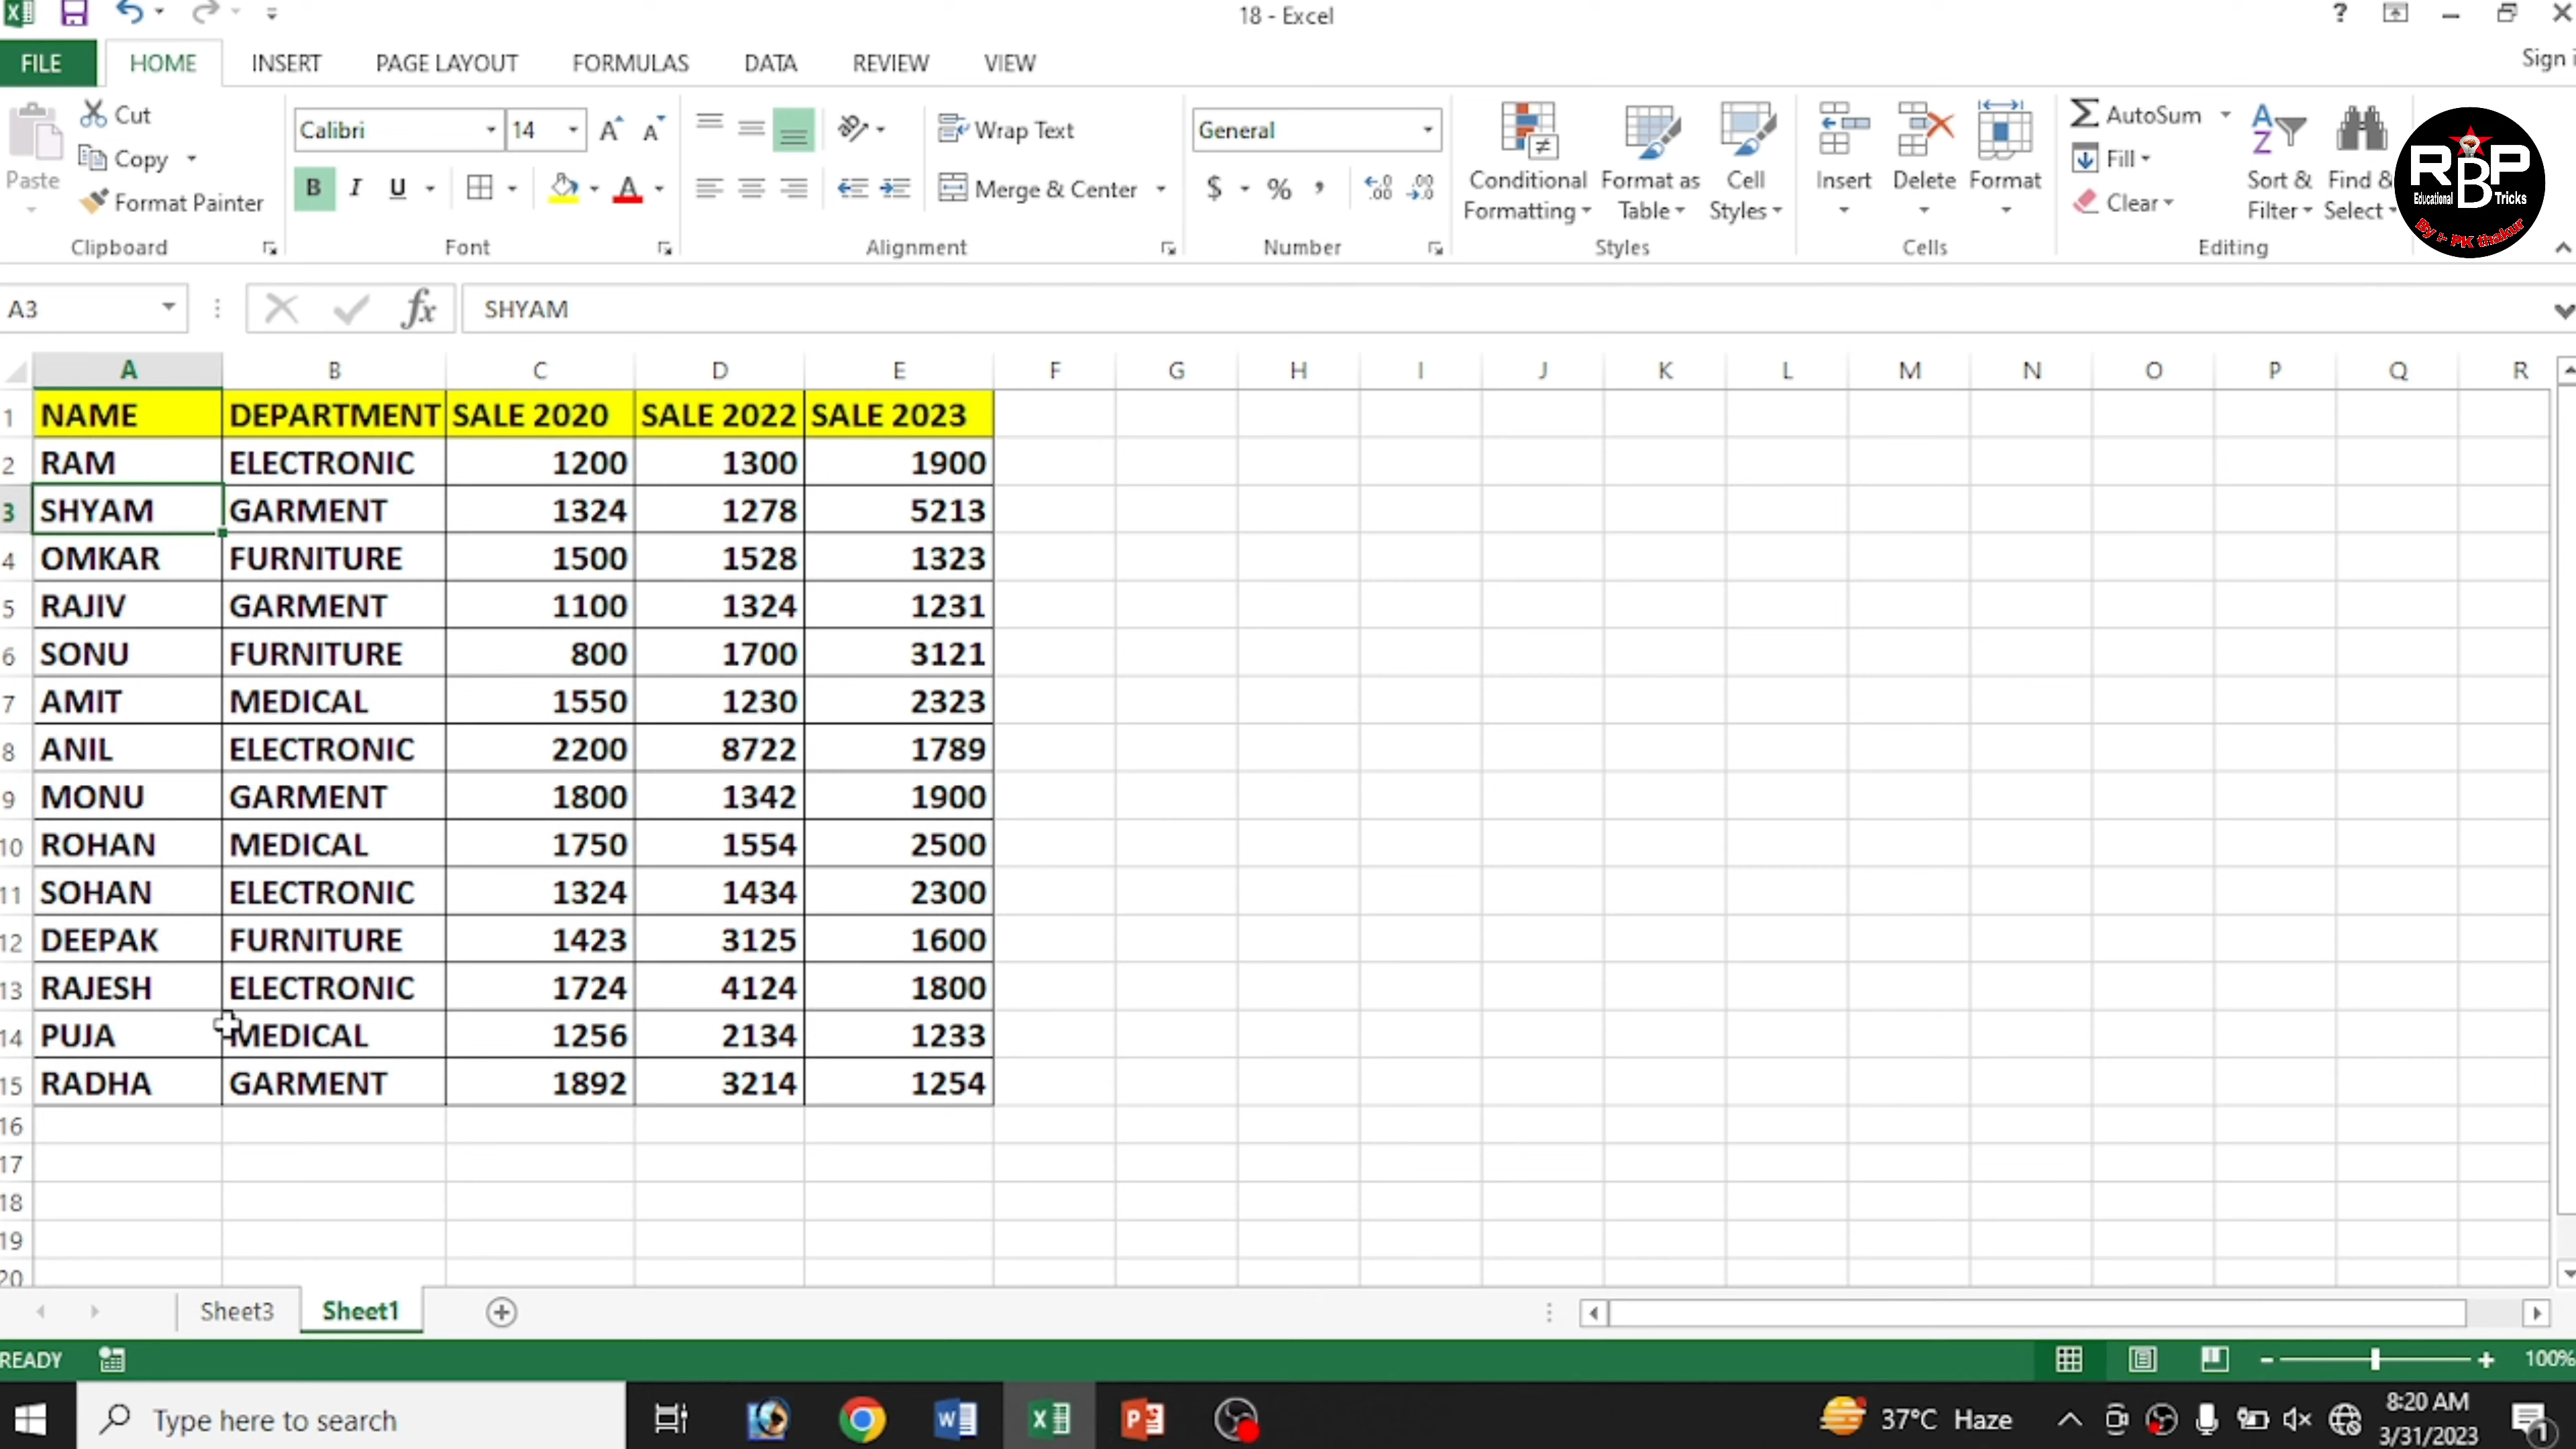 18 - Excel
?
Sign i
FILE HOME INSERT PAGE LAYOUT FORMULAS DATA REVIEW VIEW
Paste Cut Copy Format Painter
Calibri 14
B I U A
Wrap Text
Merge & Center
General
$ % ,
Conditional Formatting Format as Table Cell Styles
Insert Delete Format
AutoSum
Fill
Clear
Sort & Filter Find & Select
RBP
Educational Tricks
By :- PK thakur
Clipboard Font Alignment Number Styles Cells Editing
A3 fx SHYAM
A B C D E F G H I J K L M N O P Q R
1 NAME DEPARTMENT SALE 2020 SALE 2022 SALE 2023
2 RAM ELECTRONIC 1200 1300 1900
3 SHYAM GARMENT 1324 1278 5213
4 OMKAR FURNITURE 1500 1528 1323
5 RAJIV GARMENT 1100 1324 1231
6 SONU FURNITURE 800 1700 3121
7 AMIT MEDICAL 1550 1230 2323
8 ANIL ELECTRONIC 2200 8722 1789
9 MONU GARMENT 1800 1342 1900
10 ROHAN MEDICAL 1750 1554 2500
11 SOHAN ELECTRONIC 1324 1434 2300
12 DEEPAK FURNITURE 1423 3125 1600
13 RAJESH ELECTRONIC 1724 4124 1800
14 PUJA MEDICAL 1256 2134 1233
15 RADHA GARMENT 1892 3214 1254
16
17
18
19
20
Sheet3 Sheet1
READY 100%
Type here to search
37°C Haze
8:20 AM
3/31/2023
1